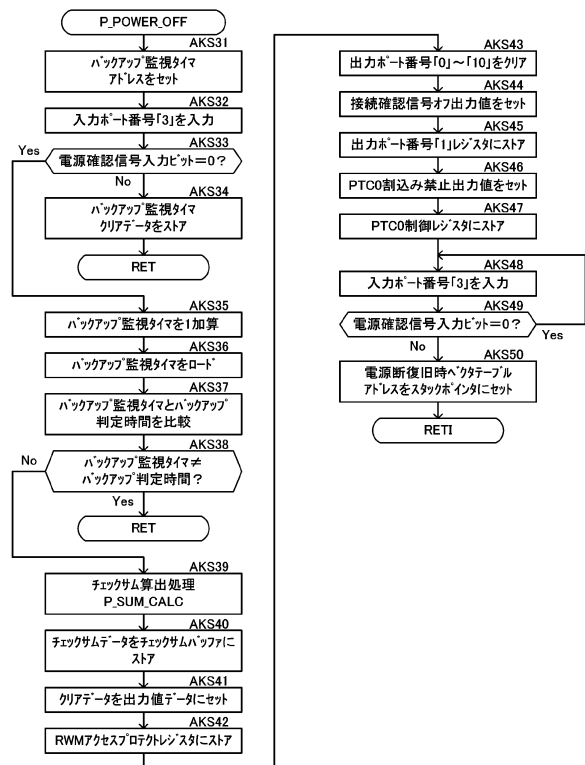 P_POWER_OFF
AKS31
バックアップ監視タイマ
アドレスをセット
AKS32
入力ポート番号「3」を入力
AKS33
Yes
電源確認信号入力ビット=0?
No
AKS34
バックアップ監視タイマ
クリアデータをストア
RET
AKS35
バックアップ監視タイマを1加算
AKS36
バックアップ監視タイマをロード
AKS37
バックアップ監視タイマとバックアップ
判定時間を比較
AKS38
No
バックアップ監視タイマ≠
バックアップ判定時間?
Yes
RET
AKS39
チェックサム算出処理
P_SUM_CALC
AKS40
チェックサムデータをチェックサムバッファに
ストア
AKS41
クリアデータを出力値データにセット
AKS42
RWMアクセスプロテクトレジスタにストア
AKS43
出力ポート番号「0」~「10」をクリア
AKS44
接続確認信号オフ出力値をセット
AKS45
出力ポート番号「1」レジスタにストア
AKS46
PTC0割込み禁止出力値をセット
AKS47
PTC0制御レジスタにストア
AKS48
入力ポート番号「3」を入力
AKS49
電源確認信号入力ビット=0?
Yes
No
AKS50
電源断復旧時ベクタテーブル
アドレスをスタックポインタにセット
RETI